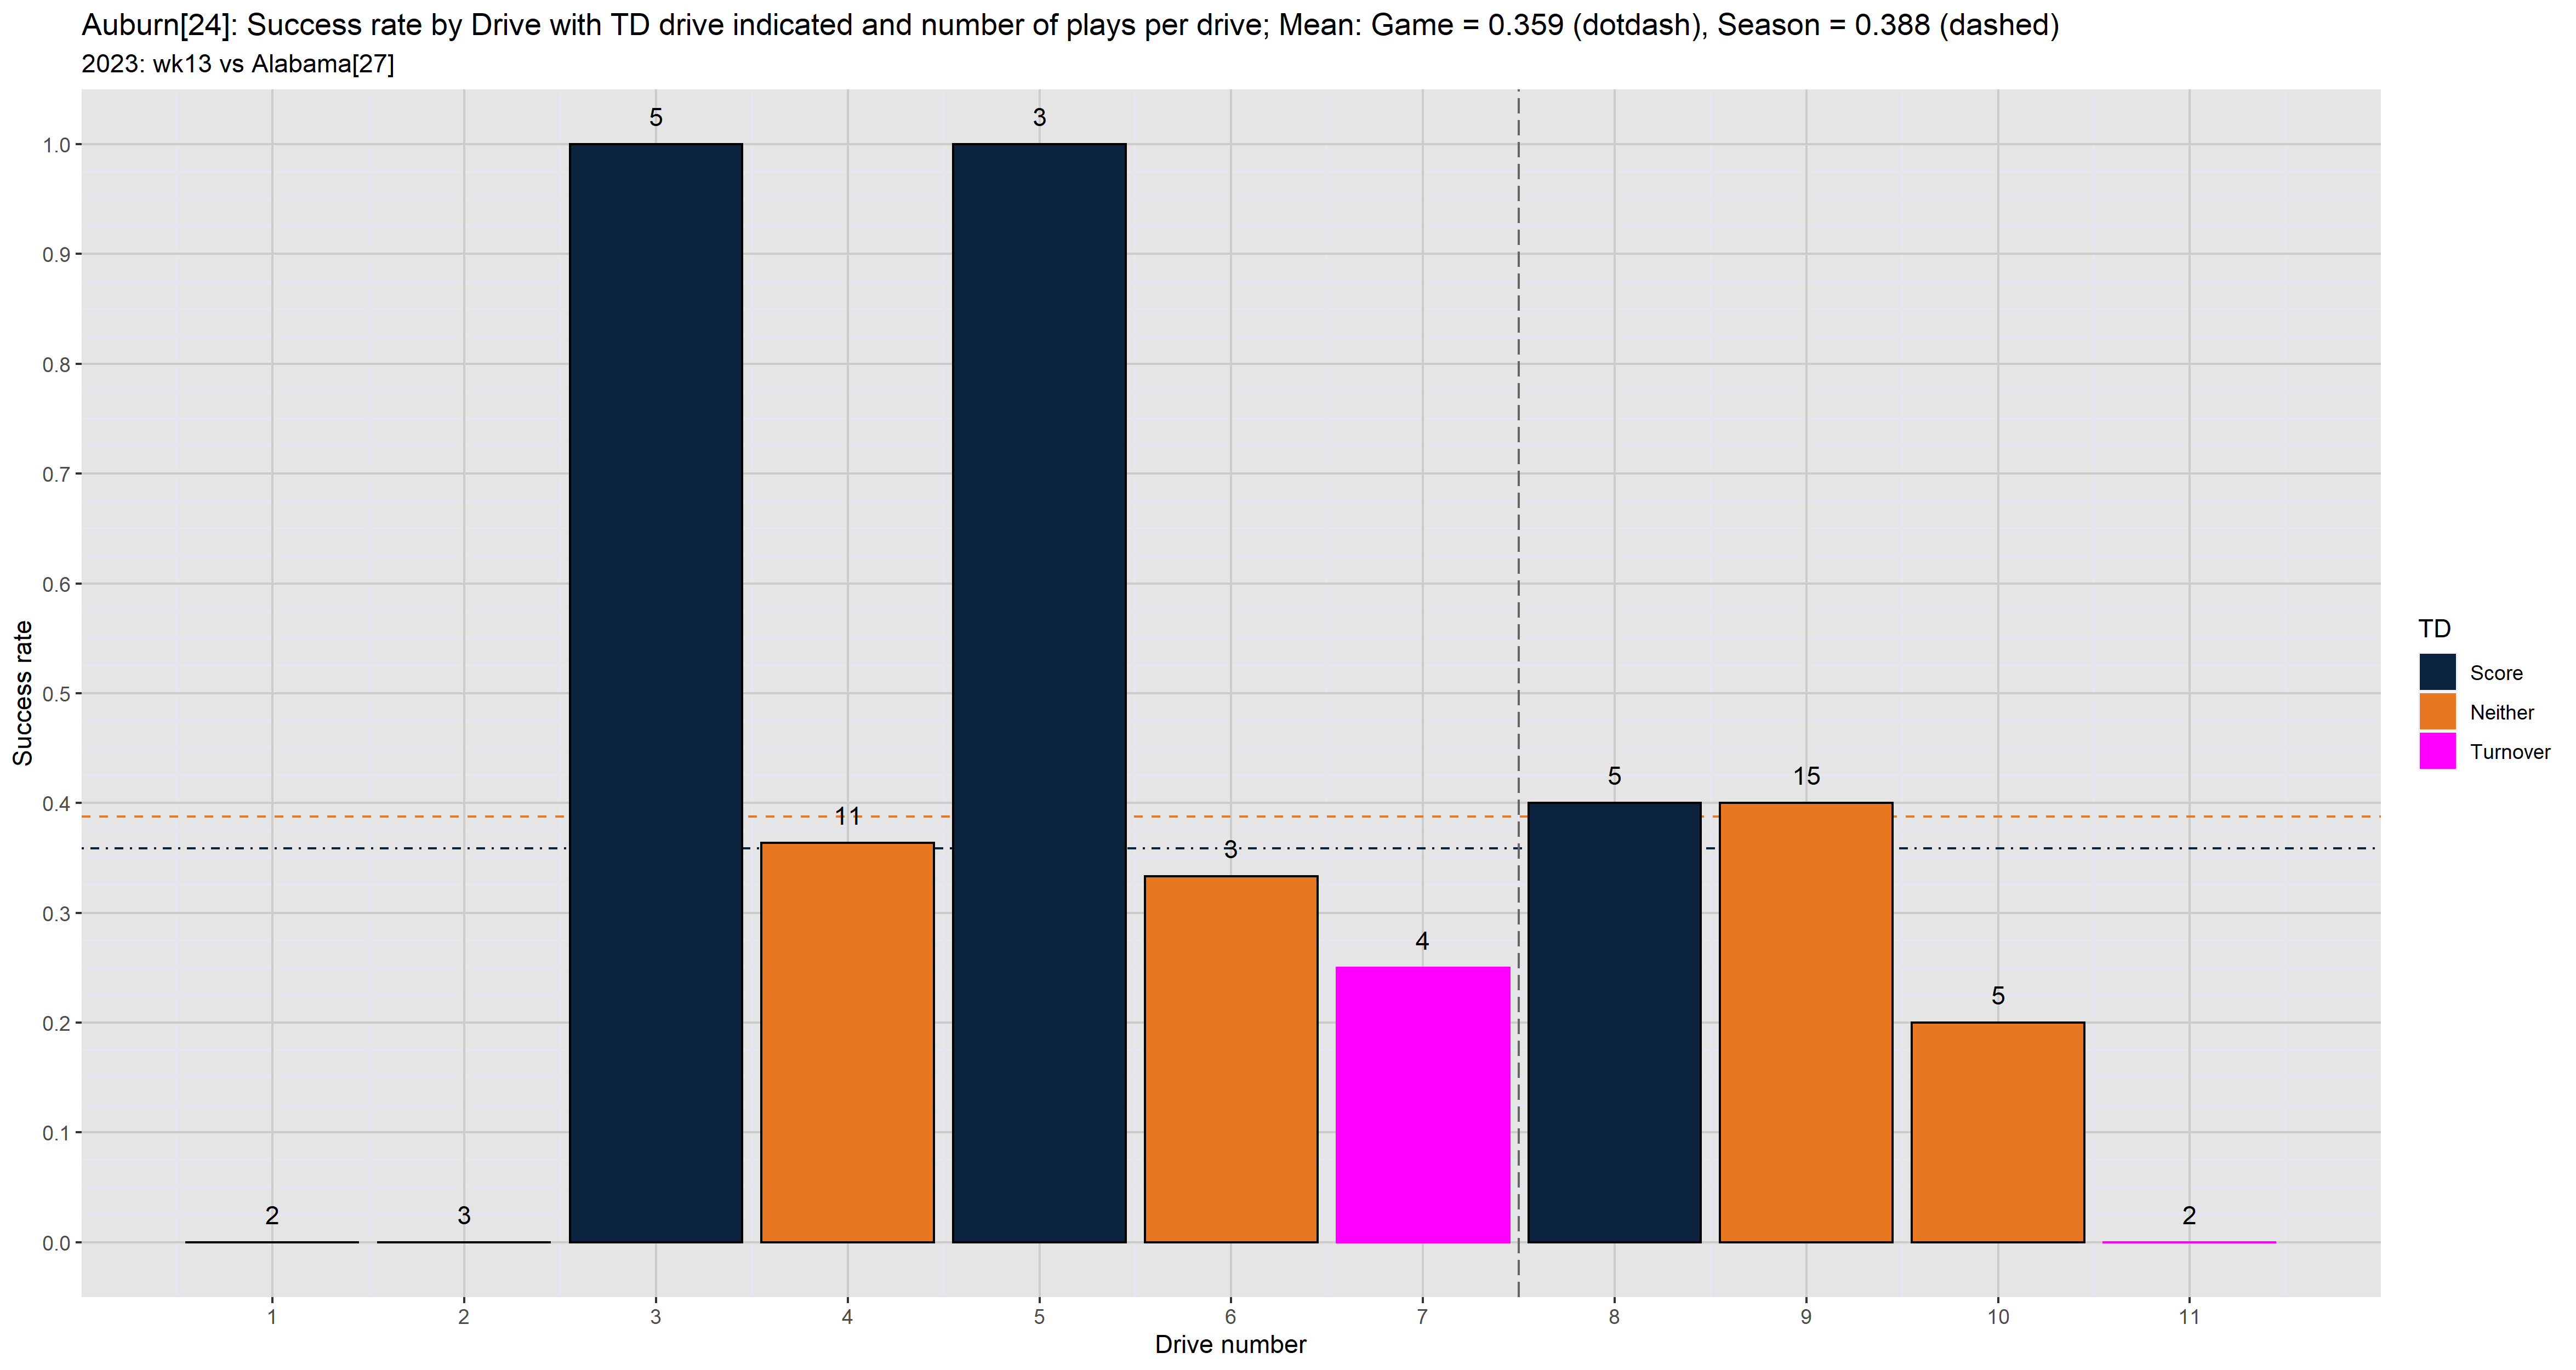 Auburn[24]: Success rate by Drive with TD drive indicated and number of plays per drive; Mean: Game = 0.359 (dotdash), Season = 0.388 (dashed)
2023: wk13 vs Alabama[27]
Success rate
1.0
0.9
0.8
0.7
0.6
0.5
0.4
0.3
0.2
0.1
0.0
2
3
5
11
3
3
4
5
15
5
2
1 2 3 4 5 6 7 8 9 10 11
Drive number
TD
Score
Neither
Turnover